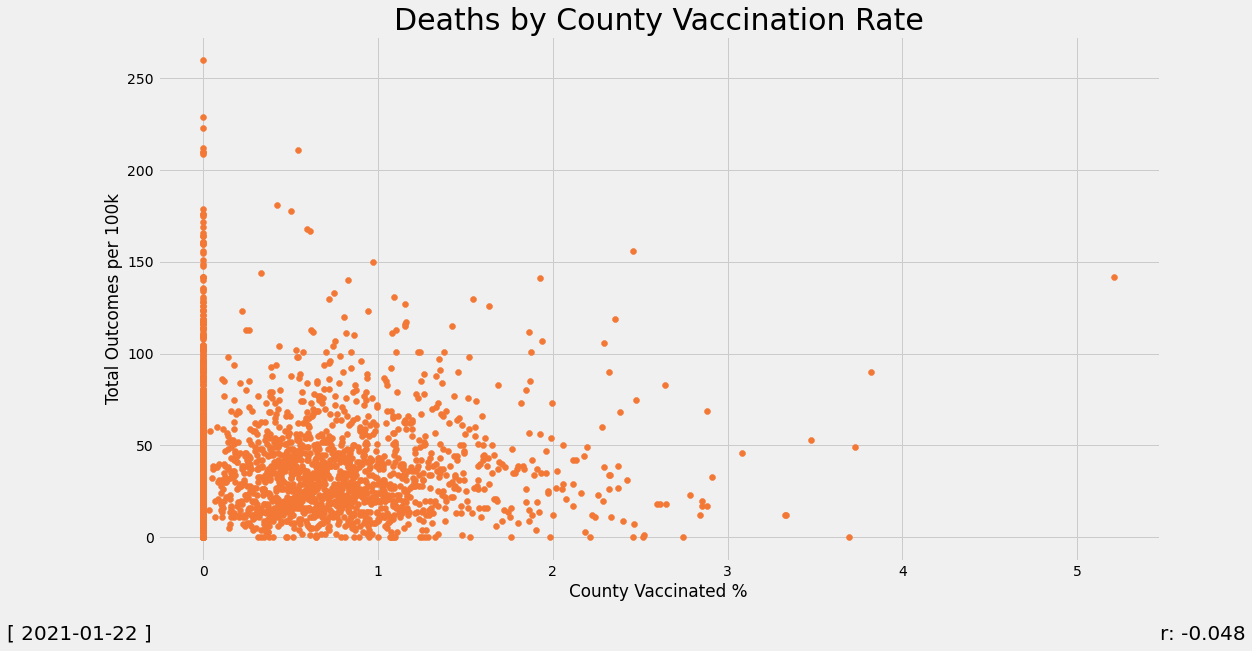 Deaths by County Vaccination Rate
Total Outcomes per 100k
250
200
150
100
50
0
0 1 2 3 4 5
County Vaccinated %
[ 2021-01-22 ]
r: -0.048